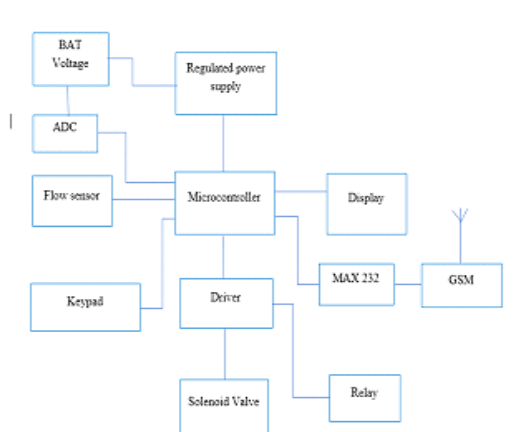 BAT
Voltage
Regulated power
supply
ADC
Flow sensor
Microcontroller
Display
Keypad
Driver
MAX 232
GSM
Solenoid Valve
Relay